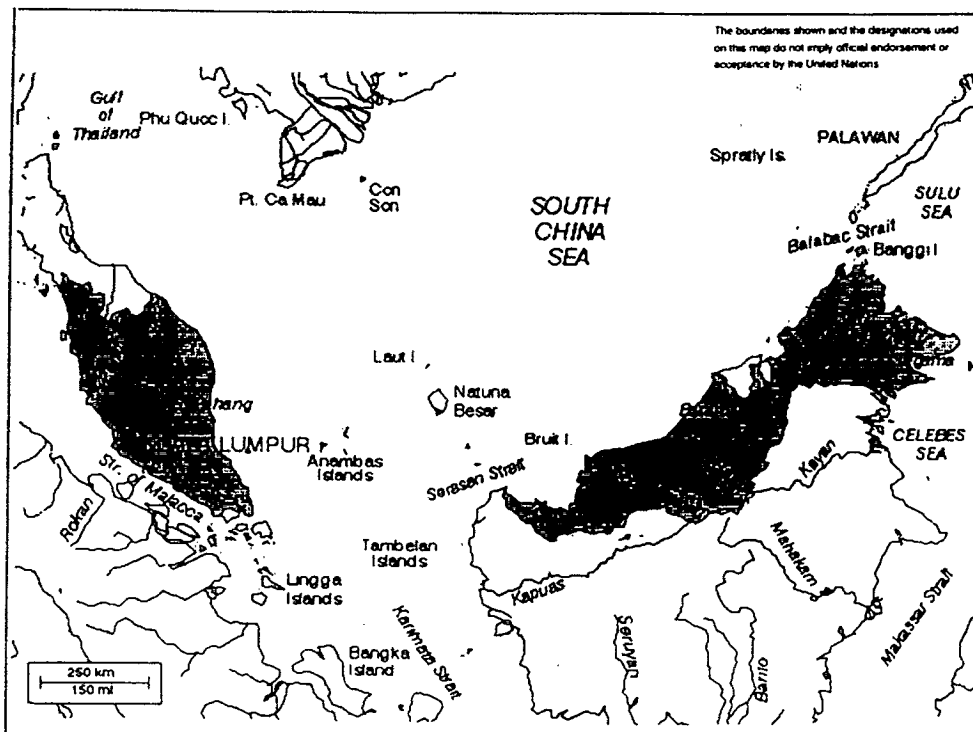 The boundaries shown and the designations used
on this map do not imply official endorsement or
acceptance by the United Nations
Gulf
of
Thailand
Phu Quoc I.
Pt. Ca Mau
Con
Son
SOUTH
CHINA
SEA
Spratly Is.
PALAWAN
SULU
SEA
Balabac Strait
Banggi I
Laut I.
Natuna
Besar
hang
LUMPUR
Anambas
Islands
Bruit I.
Serasan Strait
Kayan
CELEBES
SEA
Str. of Malacca
Rokan
Tambelan
Islands
Lingga
Islands
Kapuas
Mahakam
Makassar Strait
Karimata Strait
Bangka
Island
Seruyan
Barito
250 km
150 mi